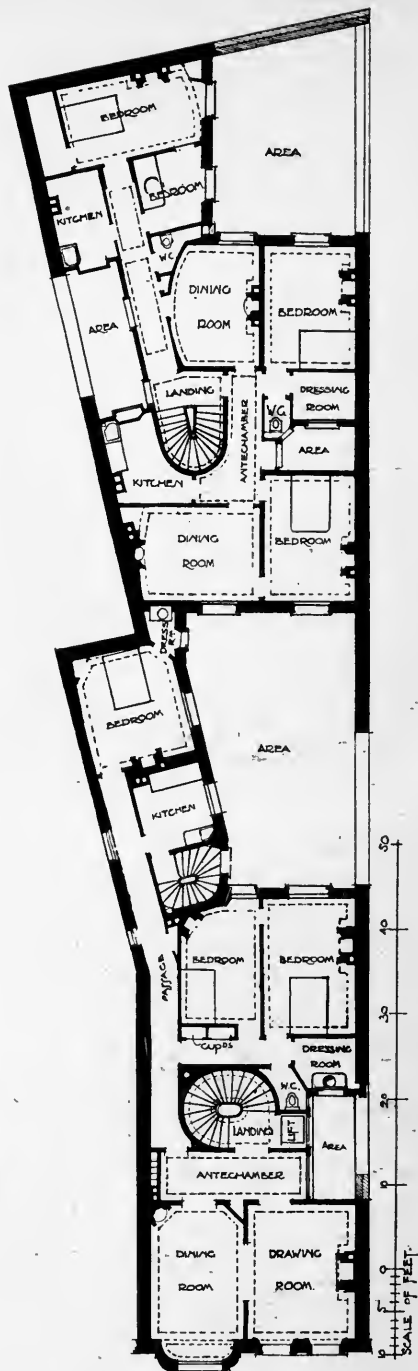 BEDROOM
AREA
BEDROOM
KITCHEN
W.C.
DINING
ROOM
BEDROOM
AREA
LANDING
DRESSING
ROOM
ANTECHAMBER
W.C.
AREA
KITCHEN
DINING
ROOM
BEDROOM
DRESS
RM
BEDROOM
AREA
KITCHEN
PASSAGE
BEDROOM
BEDROOM
CUPDS
DRESSING
ROOM
W.C.
LANDING
LIFT
AREA
ANTECHAMBER
DINING
ROOM
DRAWING
ROOM.
10 5 0 10 20 30 40 50
SCALE OF FEET.